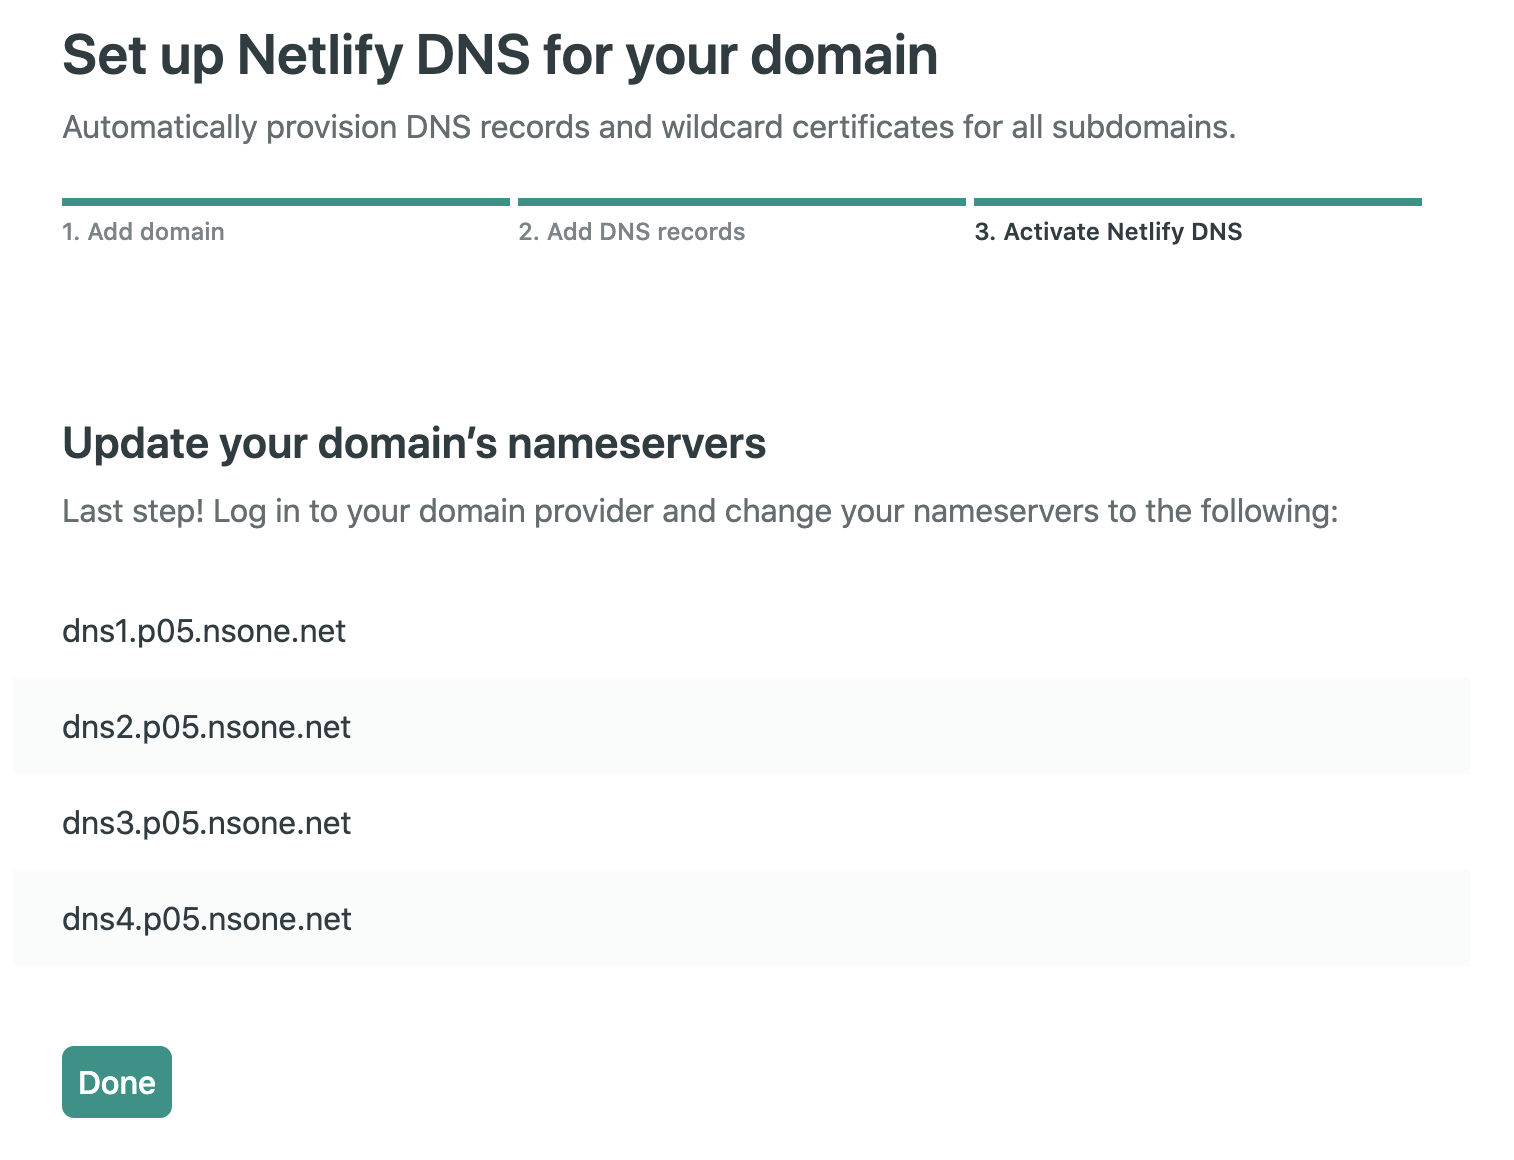 Set up Netlify DNS for your domain
Automatically provision DNS records and wildcard certificates for all subdomains.
1. Add domain
2. Add DNS records
3. Activate Netlify DNS
Update your domain’s nameservers
Last step! Log in to your domain provider and change your nameservers to the following:
dns1.p05.nsone.net
dns2.p05.nsone.net
dns3.p05.nsone.net
dns4.p05.nsone.net
Done